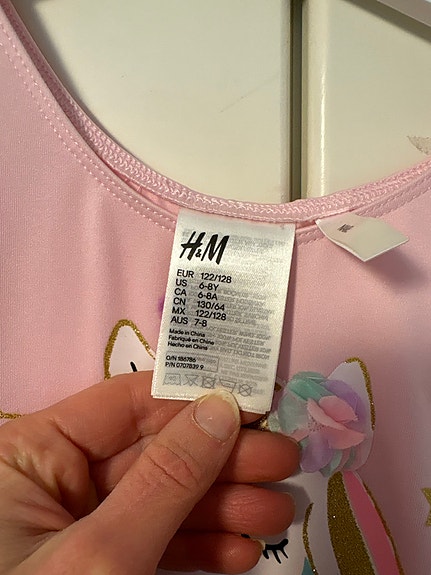 H&M
EUR 122/128
US 6-8Y
CA 6-8A
CN 130/64
MX 122/128
AUS 7-8
Made in China
Fabriqué en Chine
Hecho en China
O/N 186786
P/N 0707839 9